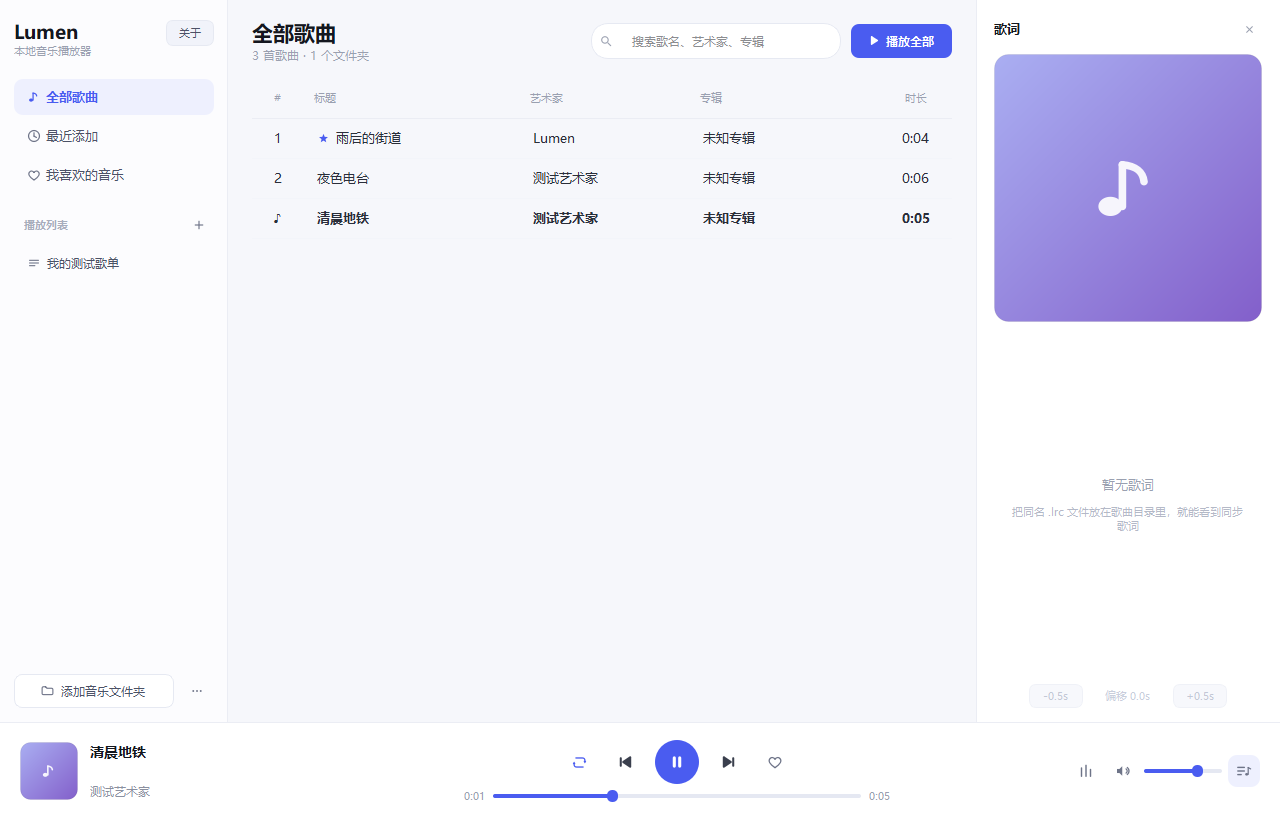 Lumen
本地音乐播放器
关于
全部歌曲
最近添加
我喜欢的音乐
播放列表
+
我的测试歌单
添加音乐文件夹
···
全部歌曲
3 首歌曲 · 1 个文件夹
搜索歌名、艺术家、专辑
播放全部
# 标题 艺术家 专辑 时长
1 ★ 雨后的街道 Lumen 未知专辑 0:04
2 夜色电台 测试艺术家 未知专辑 0:06
♪ 清晨地铁 测试艺术家 未知专辑 0:05
歌词
×
暂无歌词
把同名 .lrc 文件放在歌曲目录里，就能看到同步
歌词
-0.5s 偏移 0.0s +0.5s
清晨地铁
测试艺术家
0:01 0:05